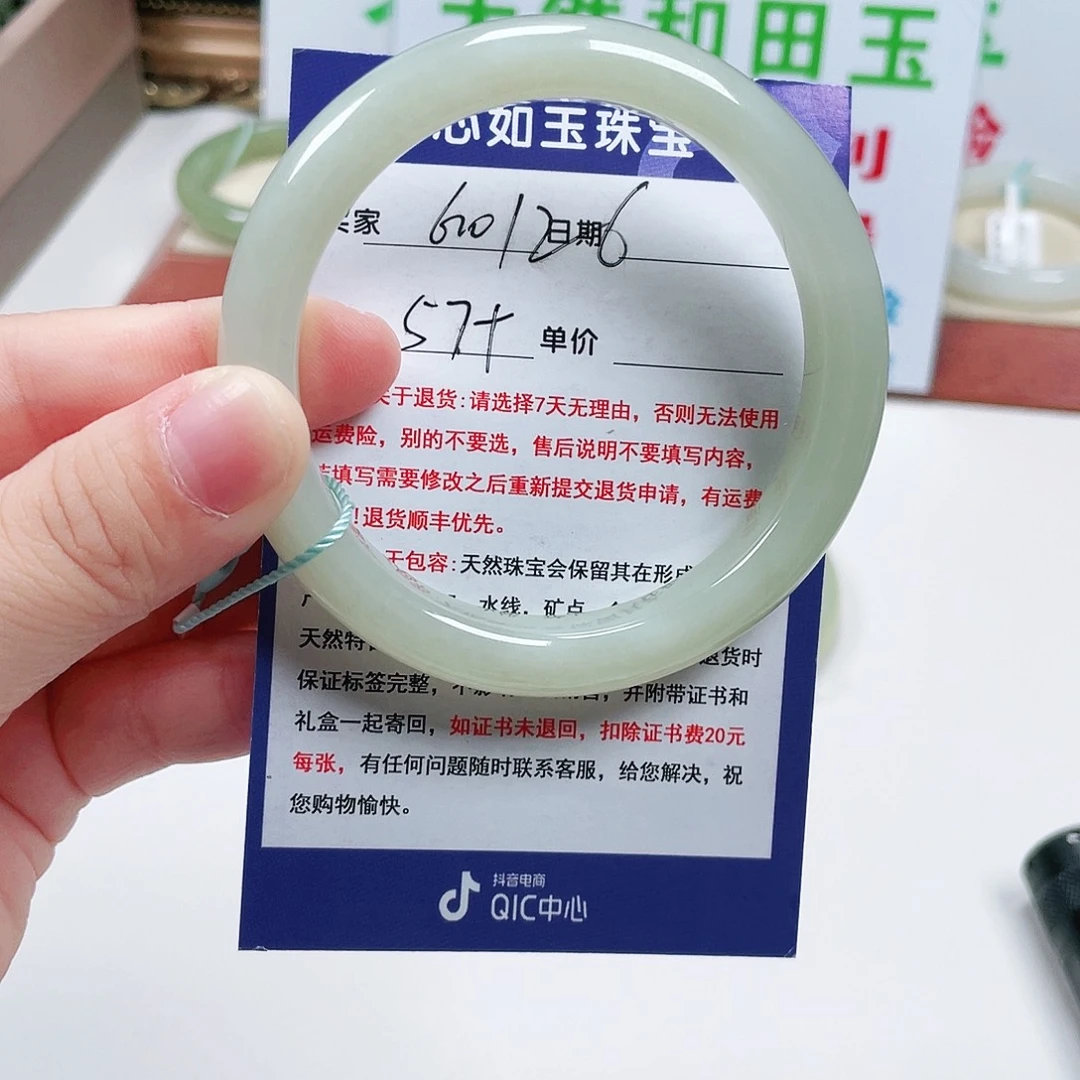 和田玉
心如玉珠宝
家 日期
57+ 单价
关于退货:请选择7天无理由，否则无法使用
运费险，别的不要选，售后说明不要填写内容，
填写需要修改之后重新提交退货申请，有运费
!退货顺丰优先。
于包容:天然珠宝会保留其在形成
水线，矿点
天然特 退货时
保证标签完整， 并附带证书和
礼盒一起寄回，如证书未退回，扣除证书费20元
每张，有任何问题随时联系客服，给您解决，祝
您购物愉快。
抖音电商
QIC中心